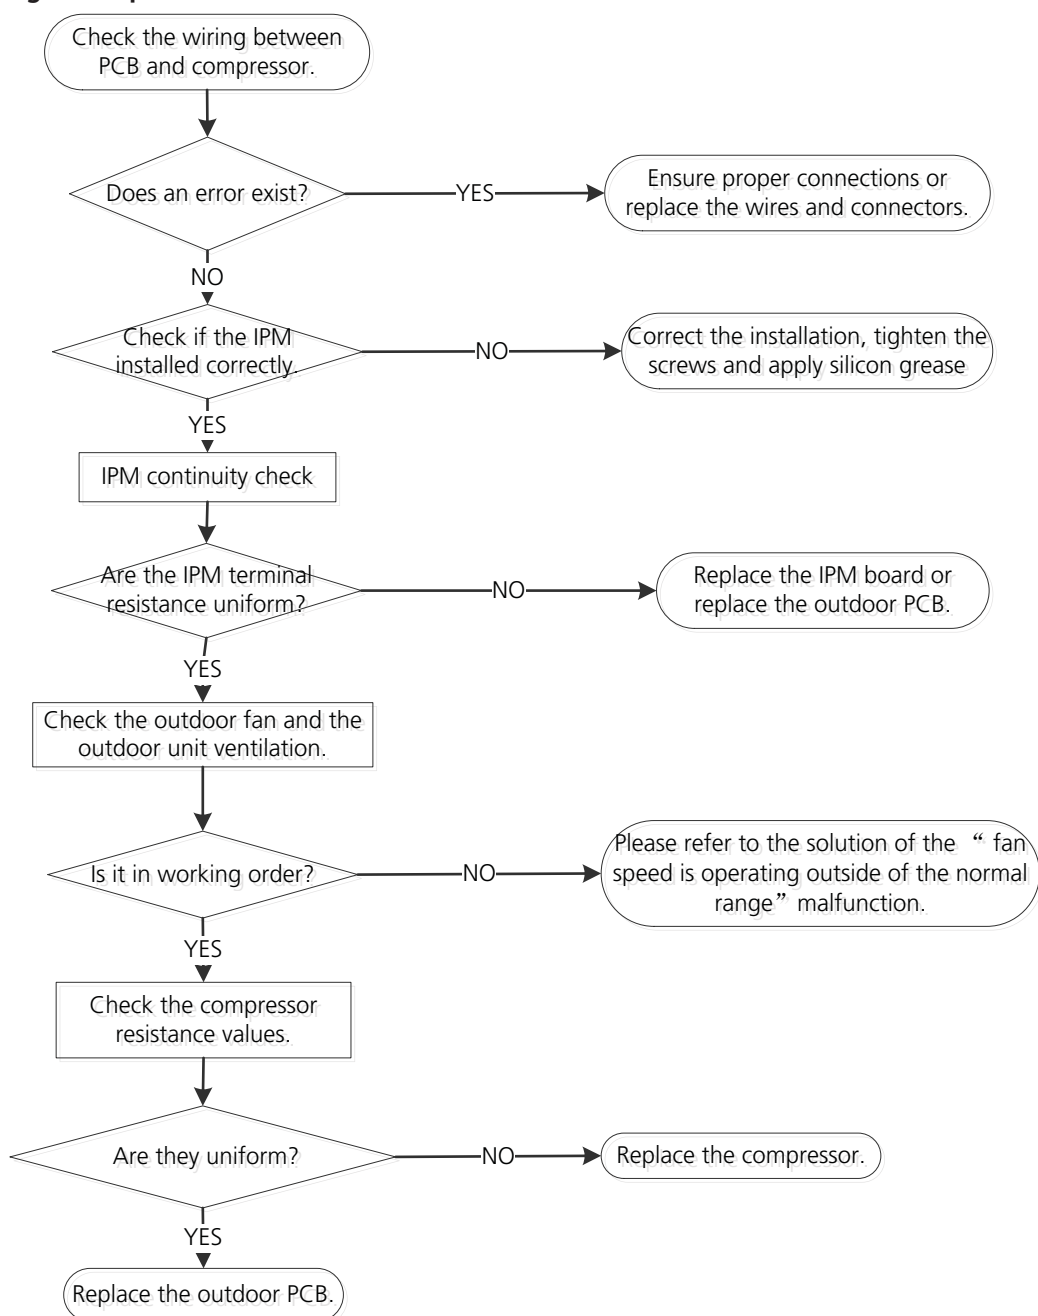 Check the wiring between
PCB and compressor.
Does an error exist?
YES
Ensure proper connections or
replace the wires and connectors.
NO
Check if the IPM
installed correctly.
NO
Correct the installation, tighten the
screws and apply silicon grease
YES
IPM continuity check
Are the IPM terminal
resistance uniform?
NO
Replace the IPM board or
replace the outdoor PCB.
YES
Check the outdoor fan and the
outdoor unit ventilation.
Is it in working order?
NO
Please refer to the solution of the “ fan
speed is operating outside of the normal
range” malfunction.
YES
Check the compressor
resistance values.
Are they uniform?
NO
Replace the compressor.
YES
Replace the outdoor PCB.